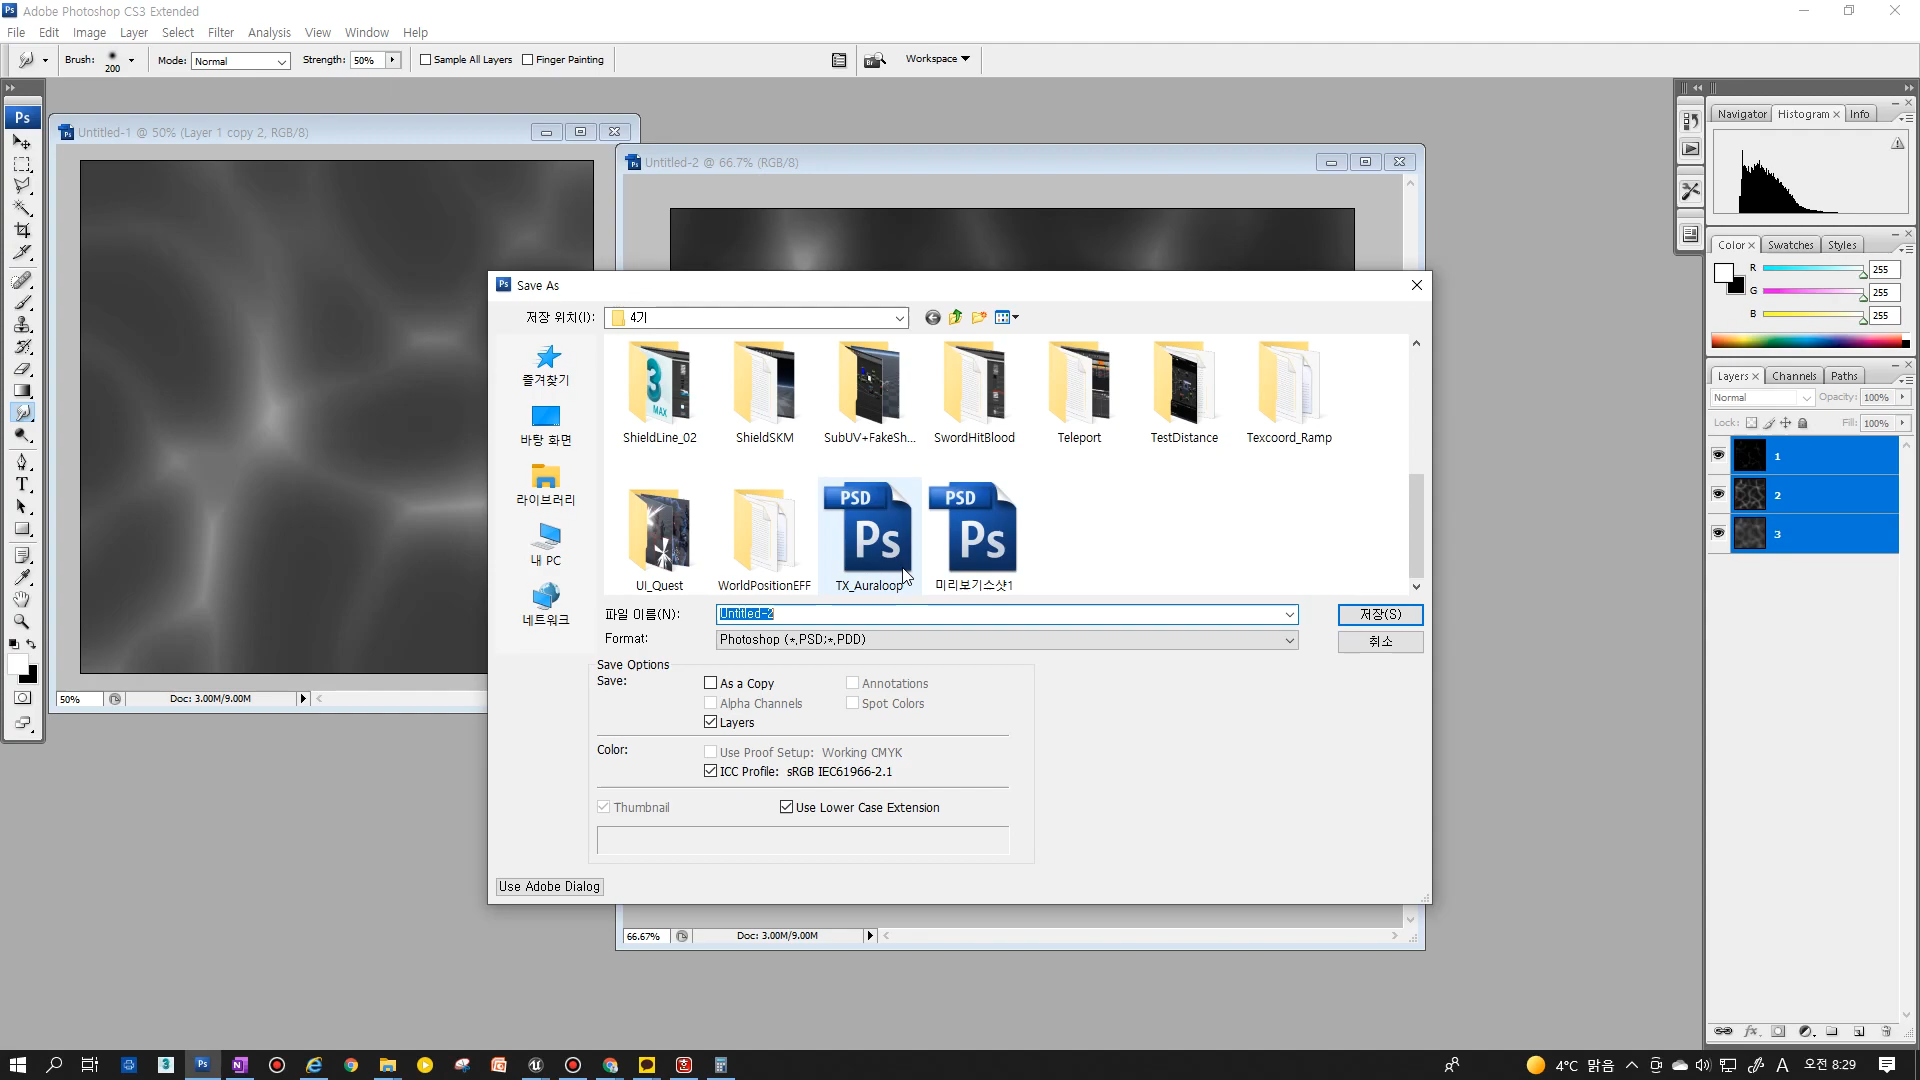 Adobe Photoshop CS3 Extended
File Edit Image Layer Select Filter Analysis View Window Help
Brush: 200 Mode: Normal Strength: 50% Sample All Layers Finger Painting Workspace
Untitled-1 @ 50% (Layer 1 copy 2, RGB/8)
Untitled-2 @ 66.7% (RGB/8)
Navigator Histogram Info
Color Swatches Styles
R 255
G 255
B 255
Layers Channels Paths
Normal Opacity: 100%
Lock: Fill: 100%
1
2
3
Save As
저장 위치(I): 4기
즐겨찾기
바탕 화면
라이브러리
내 PC
네트워크
ShieldLine_02 ShieldSKM SubUV+FakeSh... SwordHitBlood Teleport TestDistance Texcoord_Ramp
UI_Quest WorldPositionEFF TX_Auraloop 미리보기스샷1
파일 이름(N): Untitled-2 저장(S)
Format: Photoshop (*.PSD;*.PDD) 취소
Save Options
Save: As a Copy Annotations
Alpha Channels Spot Colors
Layers
Color: Use Proof Setup: Working CMYK
ICC Profile: sRGB IEC61966-2.1
Thumbnail Use Lower Case Extension
Use Adobe Dialog
50% Doc: 3.00M/9.00M
66.67% Doc: 3.00M/9.00M
4°C 맑음 A 오전 8:29